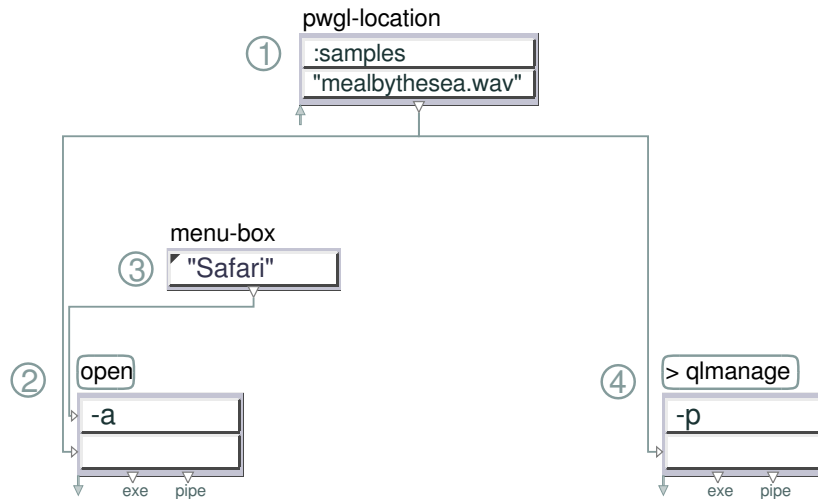 pwgl-location
1
:samples
"mealbythesea.wav"
menu-box
3
"Safari"
2
open
-a
exe pipe
4
> qlmanage
-p
exe pipe